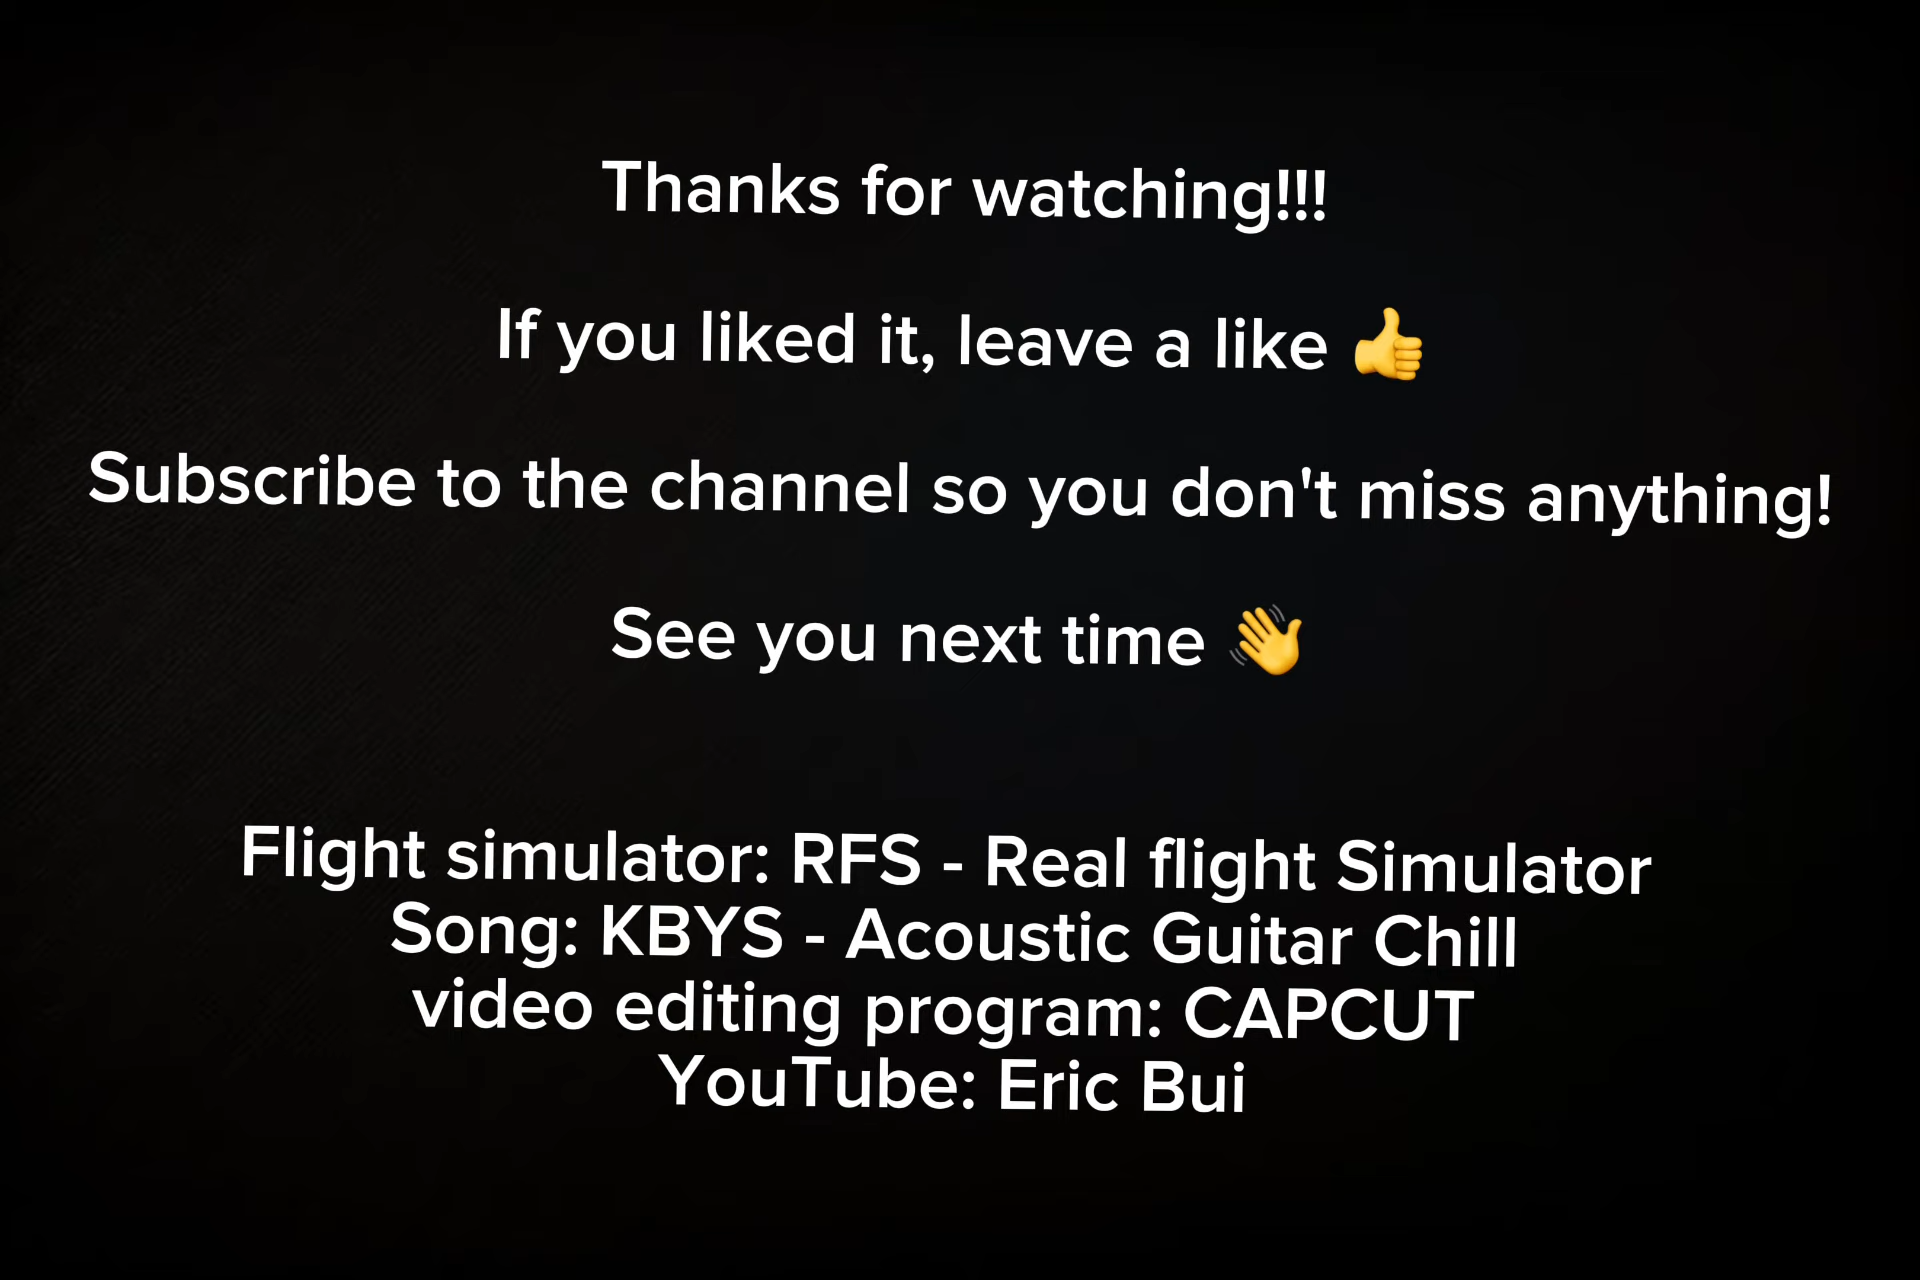 Thanks for watching!!!
If you liked it, leave a like 👍
Subscribe to the channel so you don't miss anything!
See you next time 👋
Flight simulator: RFS - Real flight Simulator
Song: KBYS - Acoustic Guitar Chill
video editing program: CAPCUT
YouTube: Eric Bui